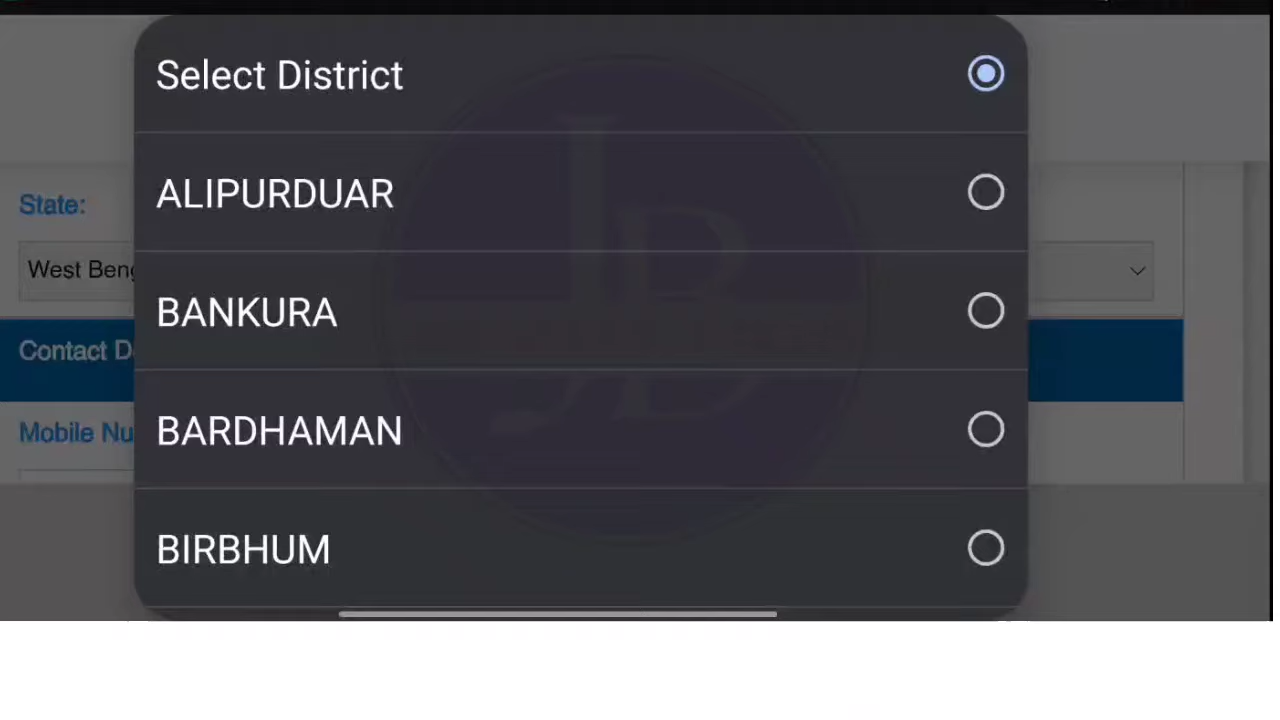 Select District
ALIPURDUAR
State:
West Beng
BANKURA
Contact D
BARDHAMAN
Mobile Nu
BIRBHUM